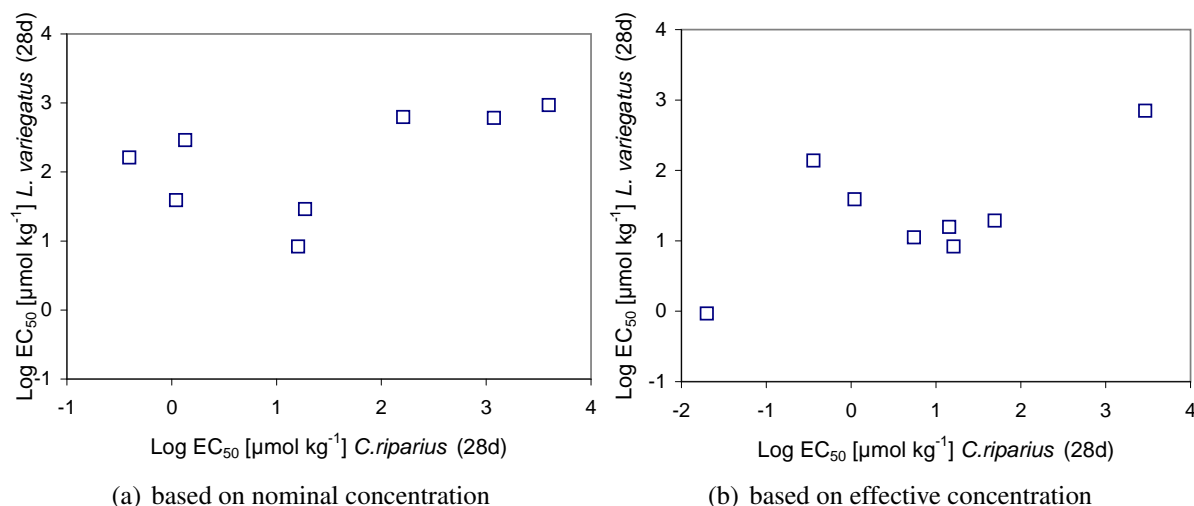 4
3
2
1
0
-1
-1 0 1 2 3 4
Log EC50 [µmol kg-1] L. variegatus (28d)
Log EC50 [µmol kg-1] C.riparius (28d)
(a) based on nominal concentration
4
3
2
1
0
-1
-2 -1 0 1 2 3 4
Log EC50 [µmol kg-1] L. variegatus (28d)
Log EC50 [µmol kg-1] C.riparius (28d)
(b) based on effective concentration